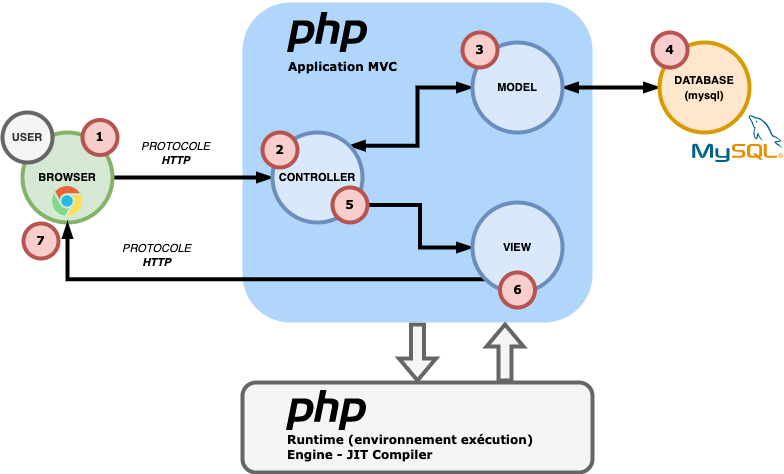 php
Application MVC
3
MODEL
4
DATABASE
(mysql)
MySQL®
USER
1
BROWSER
PROTOCOLE
HTTP
2
CONTROLLER
5
7
PROTOCOLE
HTTP
VIEW
6
php
Runtime (environnement exécution)
Engine - JIT Compiler